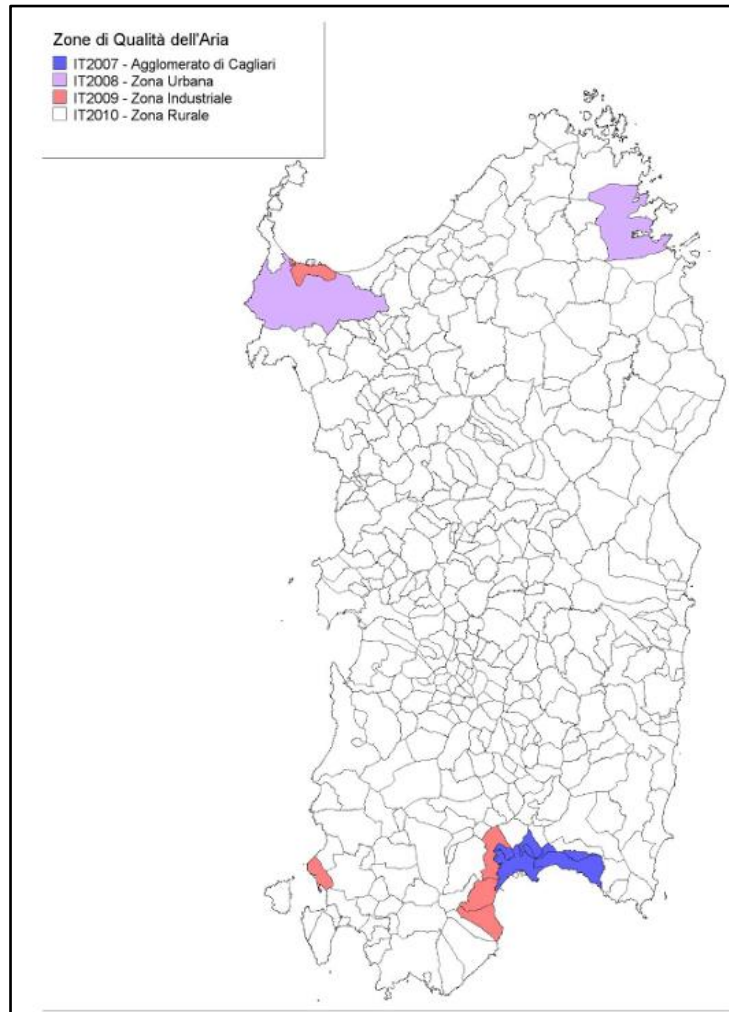 Zone di Qualità dell'Aria
IT2007 - Agglomerato di Cagliari
IT2008 - Zona Urbana
IT2009 - Zona Industriale
IT2010 - Zona Rurale